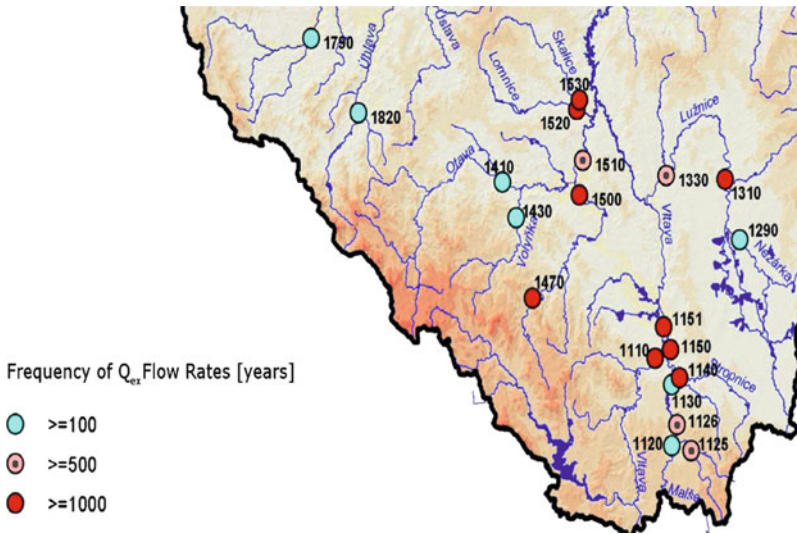 1790
Úhlava
Úslava
Skalice
Lomnice
1530
1520
Lužnice
1820
Otava
1410
1510
1330
1310
1500
1430
Volyňka
Vltava
1290
Nežárka
1470
1151
1110
1150
1140
Stropnice
1130
1126
1120
1125
Vltava
Malše
Frequency of Qex Flow Rates [years]
>=100
>=500
>=1000